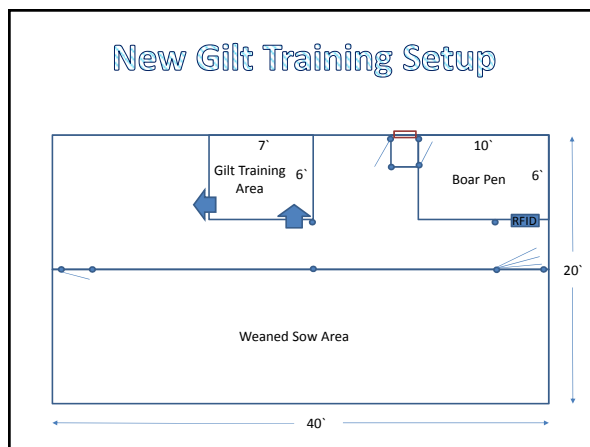 New Gilt Training Setup
7`
10`
Gilt Training
Area
6`
Boar Pen
6`
RFID
20`
Weaned Sow Area
40`